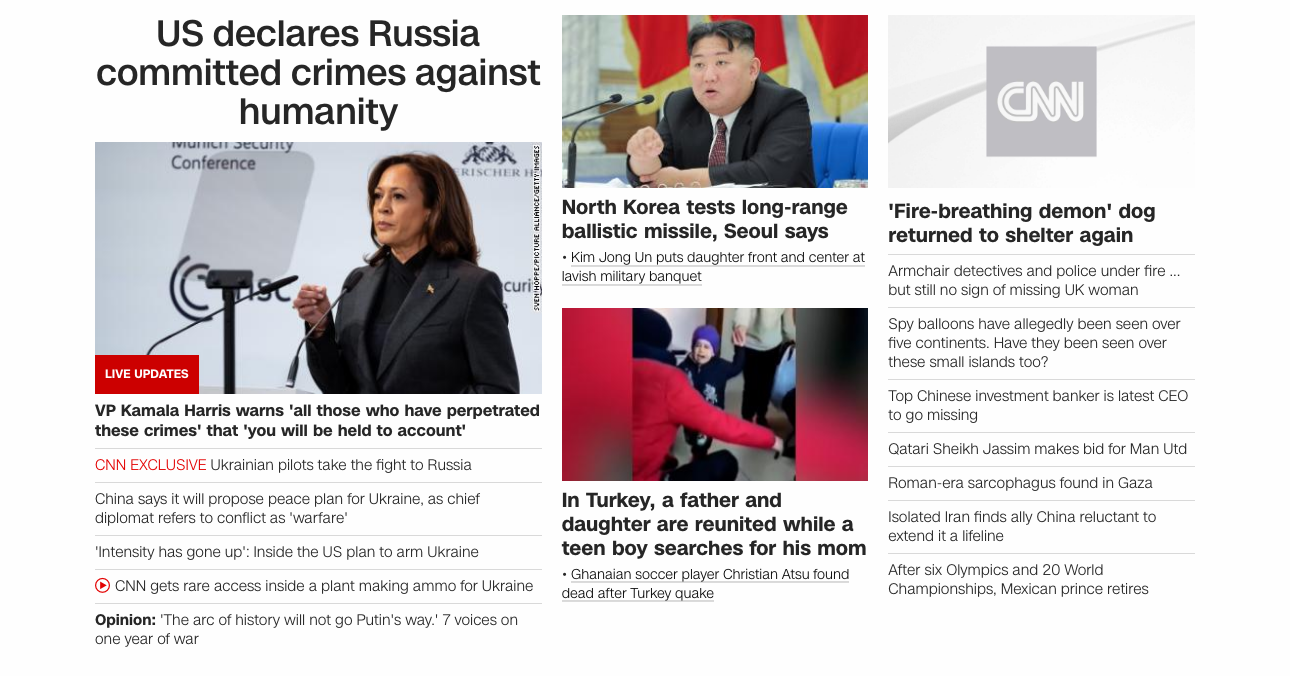 US declares Russia
committed crimes against
humanity
Munich Security
Conference
ERISCHER H
SVEN HOPPE/PICTURE ALLIANCE/GETTY IMAGES
LIVE UPDATES
VP Kamala Harris warns 'all those who have perpetrated
these crimes' that 'you will be held to account'
CNN EXCLUSIVE Ukrainian pilots take the fight to Russia
China says it will propose peace plan for Ukraine, as chief
diplomat refers to conflict as 'warfare'
'Intensity has gone up': Inside the US plan to arm Ukraine
CNN gets rare access inside a plant making ammo for Ukraine
Opinion: 'The arc of history will not go Putin's way.' 7 voices on
one year of war
North Korea tests long-range
ballistic missile, Seoul says
• Kim Jong Un puts daughter front and center at
lavish military banquet
In Turkey, a father and
daughter are reunited while a
teen boy searches for his mom
• Ghanaian soccer player Christian Atsu found
dead after Turkey quake
CNN
'Fire-breathing demon' dog
returned to shelter again
Armchair detectives and police under fire ...
but still no sign of missing UK woman
Spy balloons have allegedly been seen over
five continents. Have they been seen over
these small islands too?
Top Chinese investment banker is latest CEO
to go missing
Qatari Sheikh Jassim makes bid for Man Utd
Roman-era sarcophagus found in Gaza
Isolated Iran finds ally China reluctant to
extend it a lifeline
After six Olympics and 20 World
Championships, Mexican prince retires